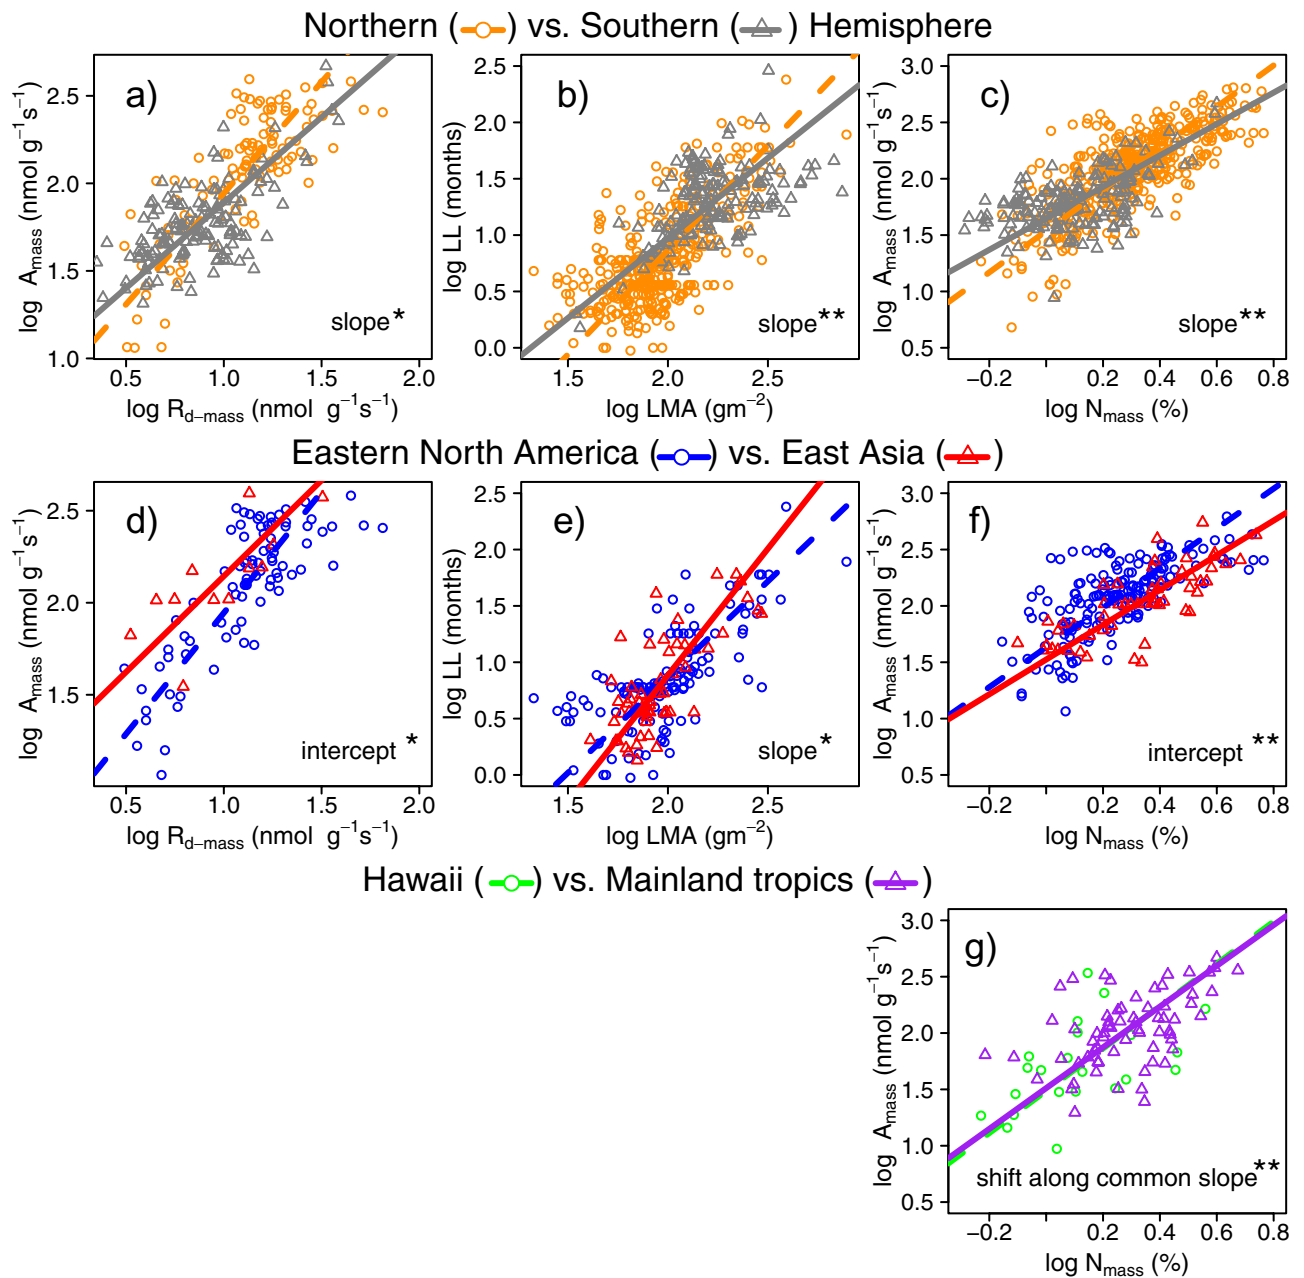 Northern ( ) vs. Southern ( ) Hemisphere
a)
log A_mass (nmol g⁻¹s⁻¹)
2.5
2.0
1.5
1.0
slope*
0.5 1.0 1.5 2.0
log R_d−mass (nmol g⁻¹s⁻¹)
b)
log LL (months)
2.5
2.0
1.5
1.0
0.5
0.0
slope**
1.5 2.0 2.5
log LMA (gm⁻²)
c)
log A_mass (nmol g⁻¹s⁻¹)
3.0
2.5
2.0
1.5
1.0
0.5
slope**
−0.2 0.2 0.4 0.6 0.8
log N_mass (%)
Eastern North America ( ) vs. East Asia ( )
d)
log A_mass (nmol g⁻¹s⁻¹)
2.5
2.0
1.5
intercept *
0.5 1.0 1.5 2.0
log R_d−mass (nmol g⁻¹s⁻¹)
e)
log LL (months)
2.5
2.0
1.5
1.0
0.5
0.0
slope*
1.5 2.0 2.5
log LMA (gm⁻²)
f)
log A_mass (nmol g⁻¹s⁻¹)
3.0
2.5
2.0
1.5
1.0
0.5
intercept **
−0.2 0.2 0.4 0.6 0.8
log N_mass (%)
Hawaii ( ) vs. Mainland tropics ( )
g)
log A_mass (nmol g⁻¹s⁻¹)
3.0
2.5
2.0
1.5
1.0
0.5
shift along common slope**
−0.2 0.2 0.4 0.6 0.8
log N_mass (%)